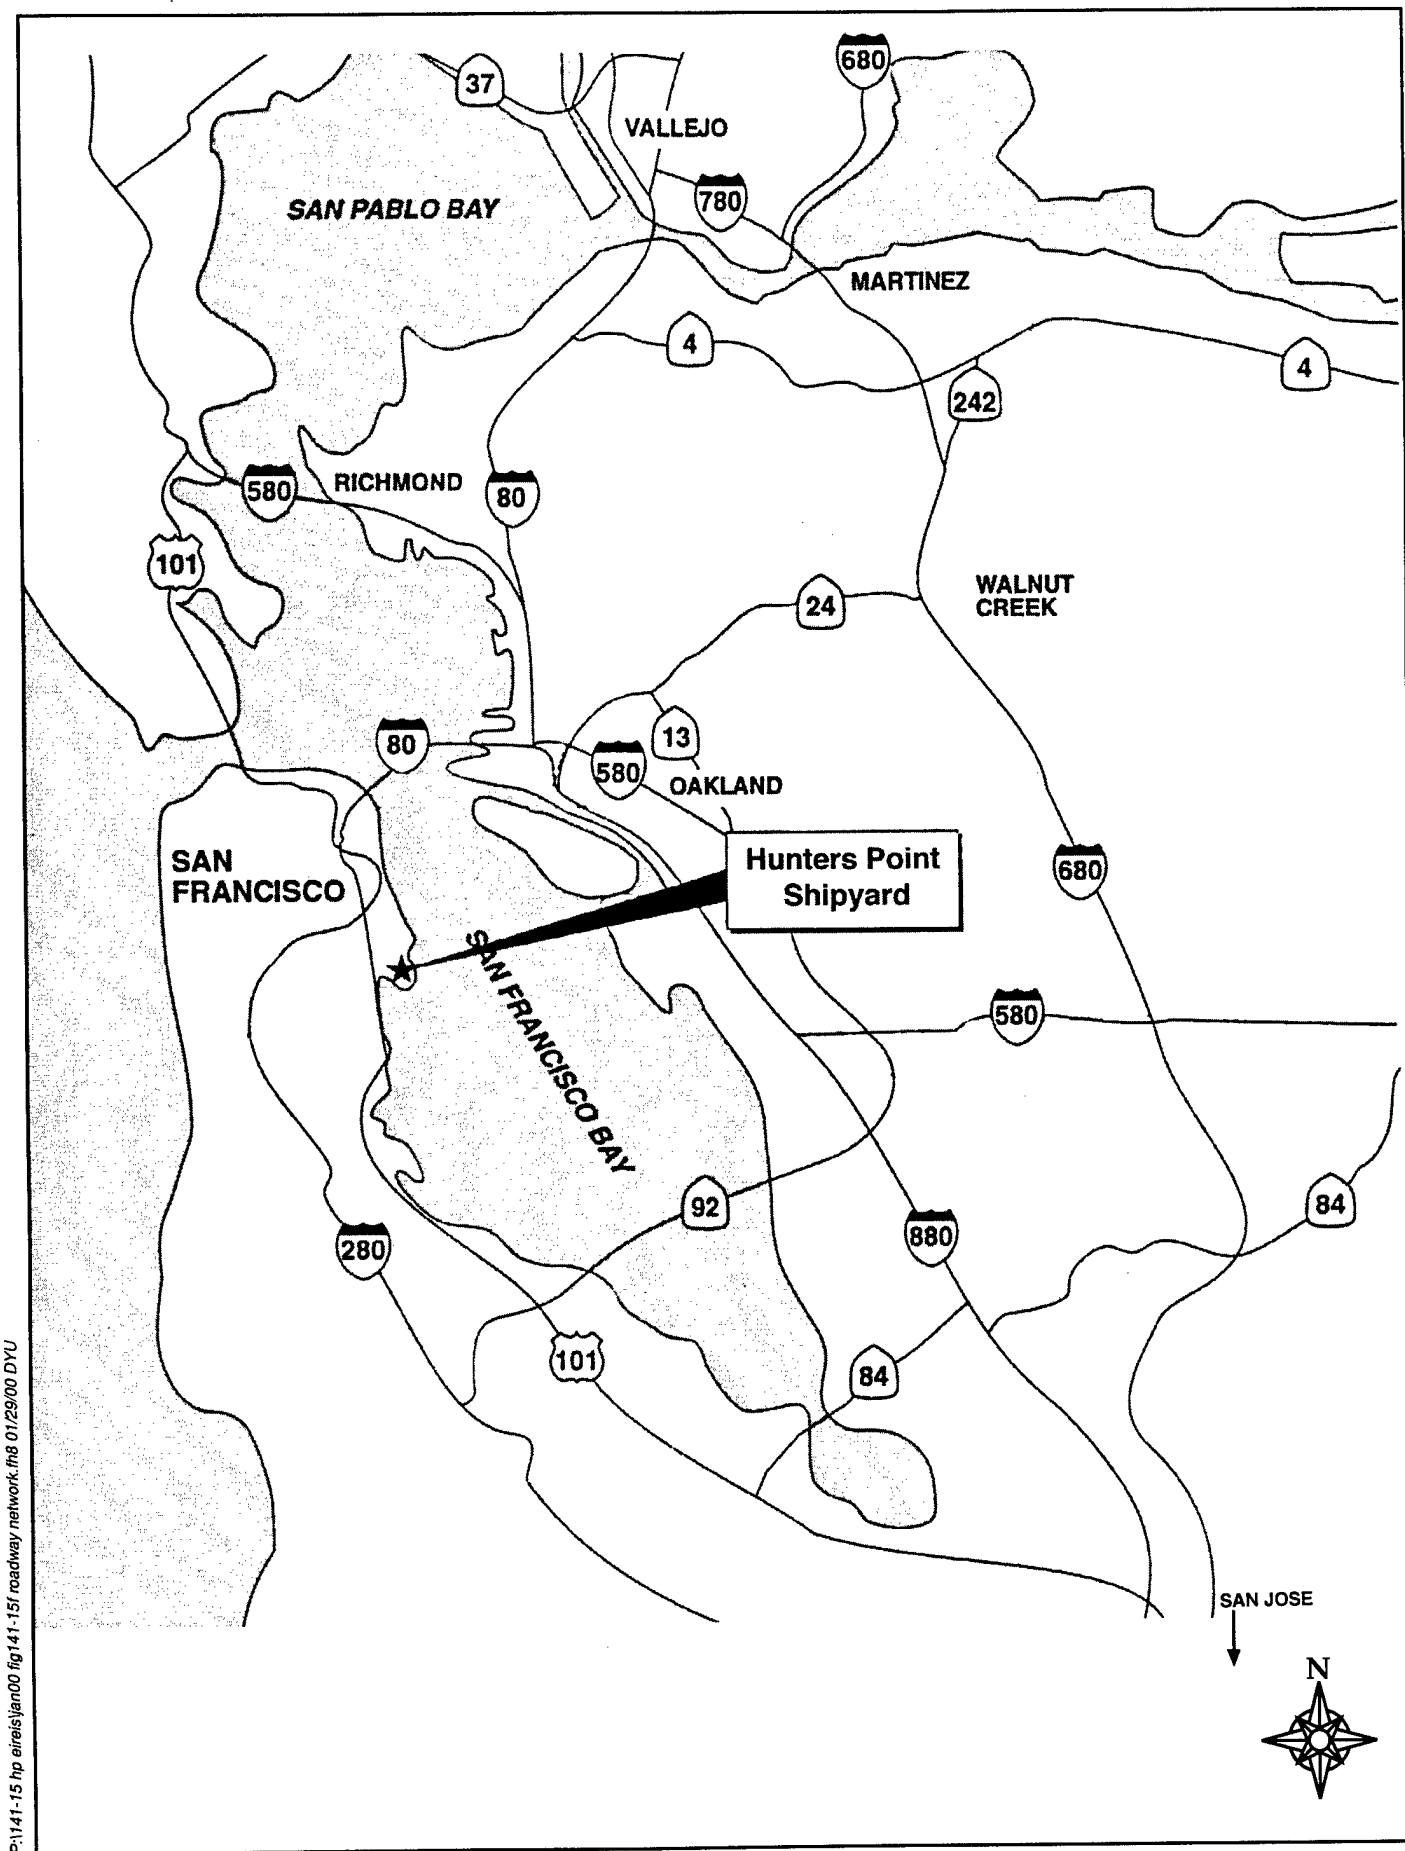 37
680
VALLEJO
780
SAN PABLO BAY
MARTINEZ
4
4
242
RICHMOND
580
80
101
24
WALNUT
CREEK
80
13
580
OAKLAND
SAN
FRANCISCO
Hunters Point
Shipyard
680
SAN FRANCISCO BAY
580
92
84
280
880
101
84
SAN JOSE
N
P:\141-15 hp eireis\jan00 fig141-15f roadway network.fh8 01/29/00 DYU